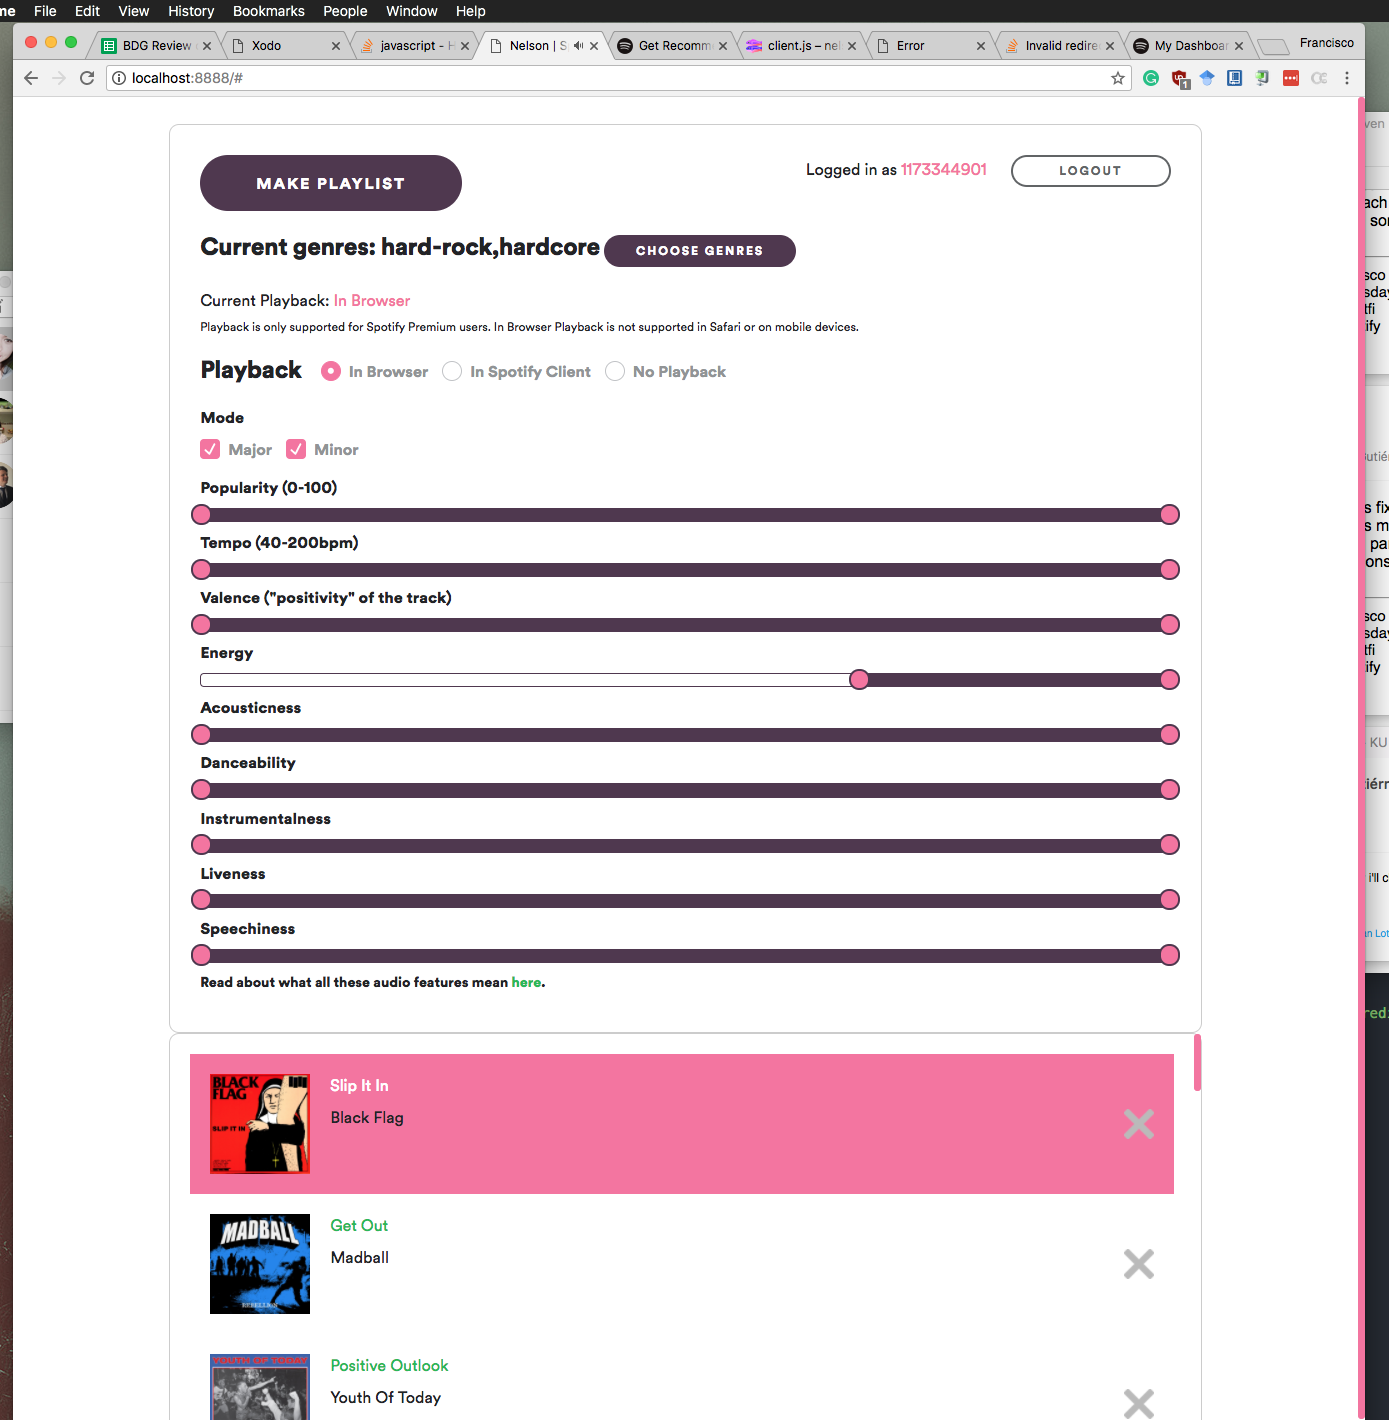 File Edit View History Bookmarks People Window Help
BDG Review
Xodo
javascript - H
Nelson | S
Get Recomm
client.js – nel
Error
Invalid redire
My Dashboar
Francisco
localhost:8888/#
1
MAKE PLAYLIST
Logged in as 1173344901
LOGOUT
Current genres: hard-rock,hardcore
CHOOSE GENRES
Current Playback: In Browser
Playback is only supported for Spotify Premium users. In Browser Playback is not supported in Safari or on mobile devices.
Playback In Browser In Spotify Client No Playback
Mode
Major Minor
Popularity (0-100)
Tempo (40-200bpm)
Valence ("positivity" of the track)
Energy
Acousticness
Danceability
Instrumentalness
Liveness
Speechiness
Read about what all these audio features mean here.
BLACK FLAG
SLIP IT IN
Slip It In
Black Flag
MADBALL
REBELLION
Get Out
Madball
YOUTH OF TODAY
Positive Outlook
Youth Of Today
KU
i'll c